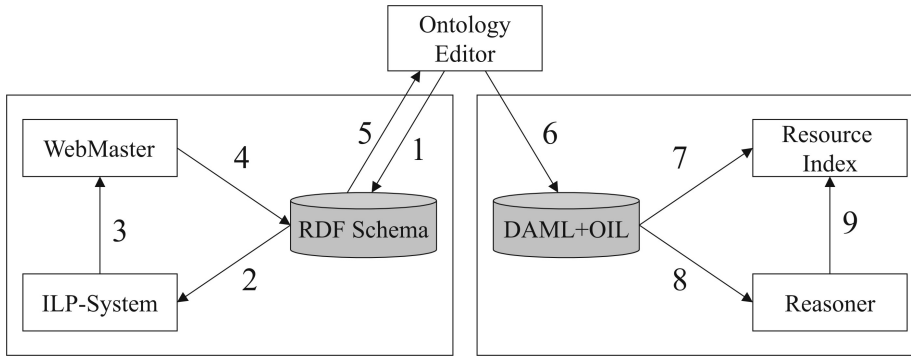 Ontology
Editor
WebMaster
4
5
1
6
7
Resource
Index
3
RDF Schema
DAML+OIL
9
ILP-System
2
8
Reasoner